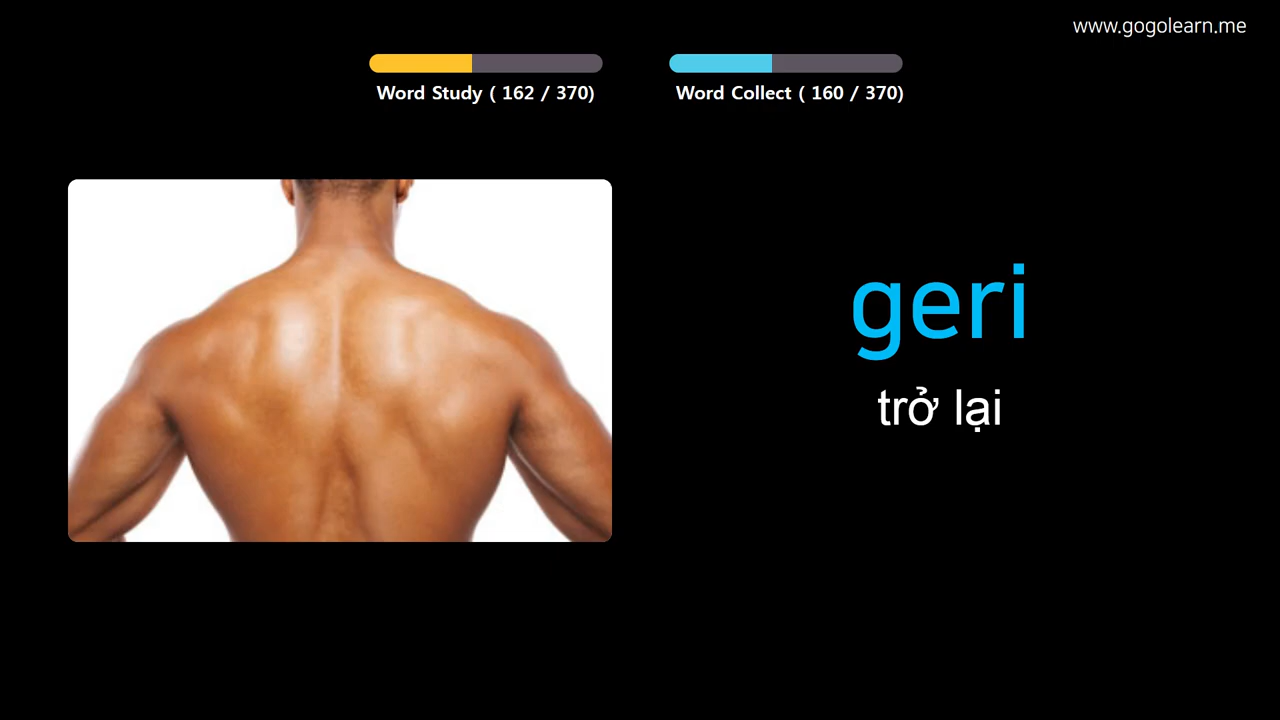 www.gogolearn.me
Word Study ( 162 / 370)
Word Collect ( 160 / 370)
geri
trở lại